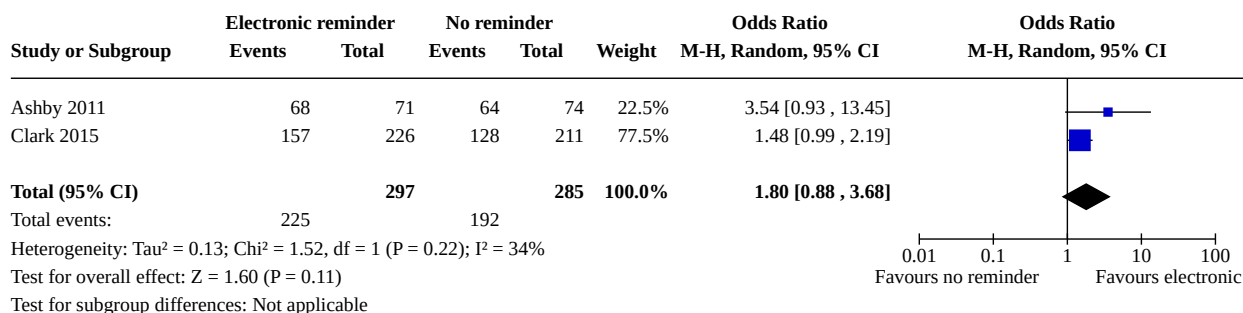 Electronic reminder No reminder Odds Ratio Odds Ratio
Study or Subgroup Events Total Events Total Weight M-H, Random, 95% CI M-H, Random, 95% CI
Ashby 2011 68 71 64 74 22.5% 3.54 [0.93 , 13.45]
Clark 2015 157 226 128 211 77.5% 1.48 [0.99 , 2.19]
Total (95% CI) 297 285 100.0% 1.80 [0.88 , 3.68]
Total events: 225 192
Heterogeneity: Tau² = 0.13; Chi² = 1.52, df = 1 (P = 0.22); I² = 34%
0.01 0.1 1 10 100
Test for overall effect: Z = 1.60 (P = 0.11)
Favours no reminder Favours electronic
Test for subgroup differences: Not applicable